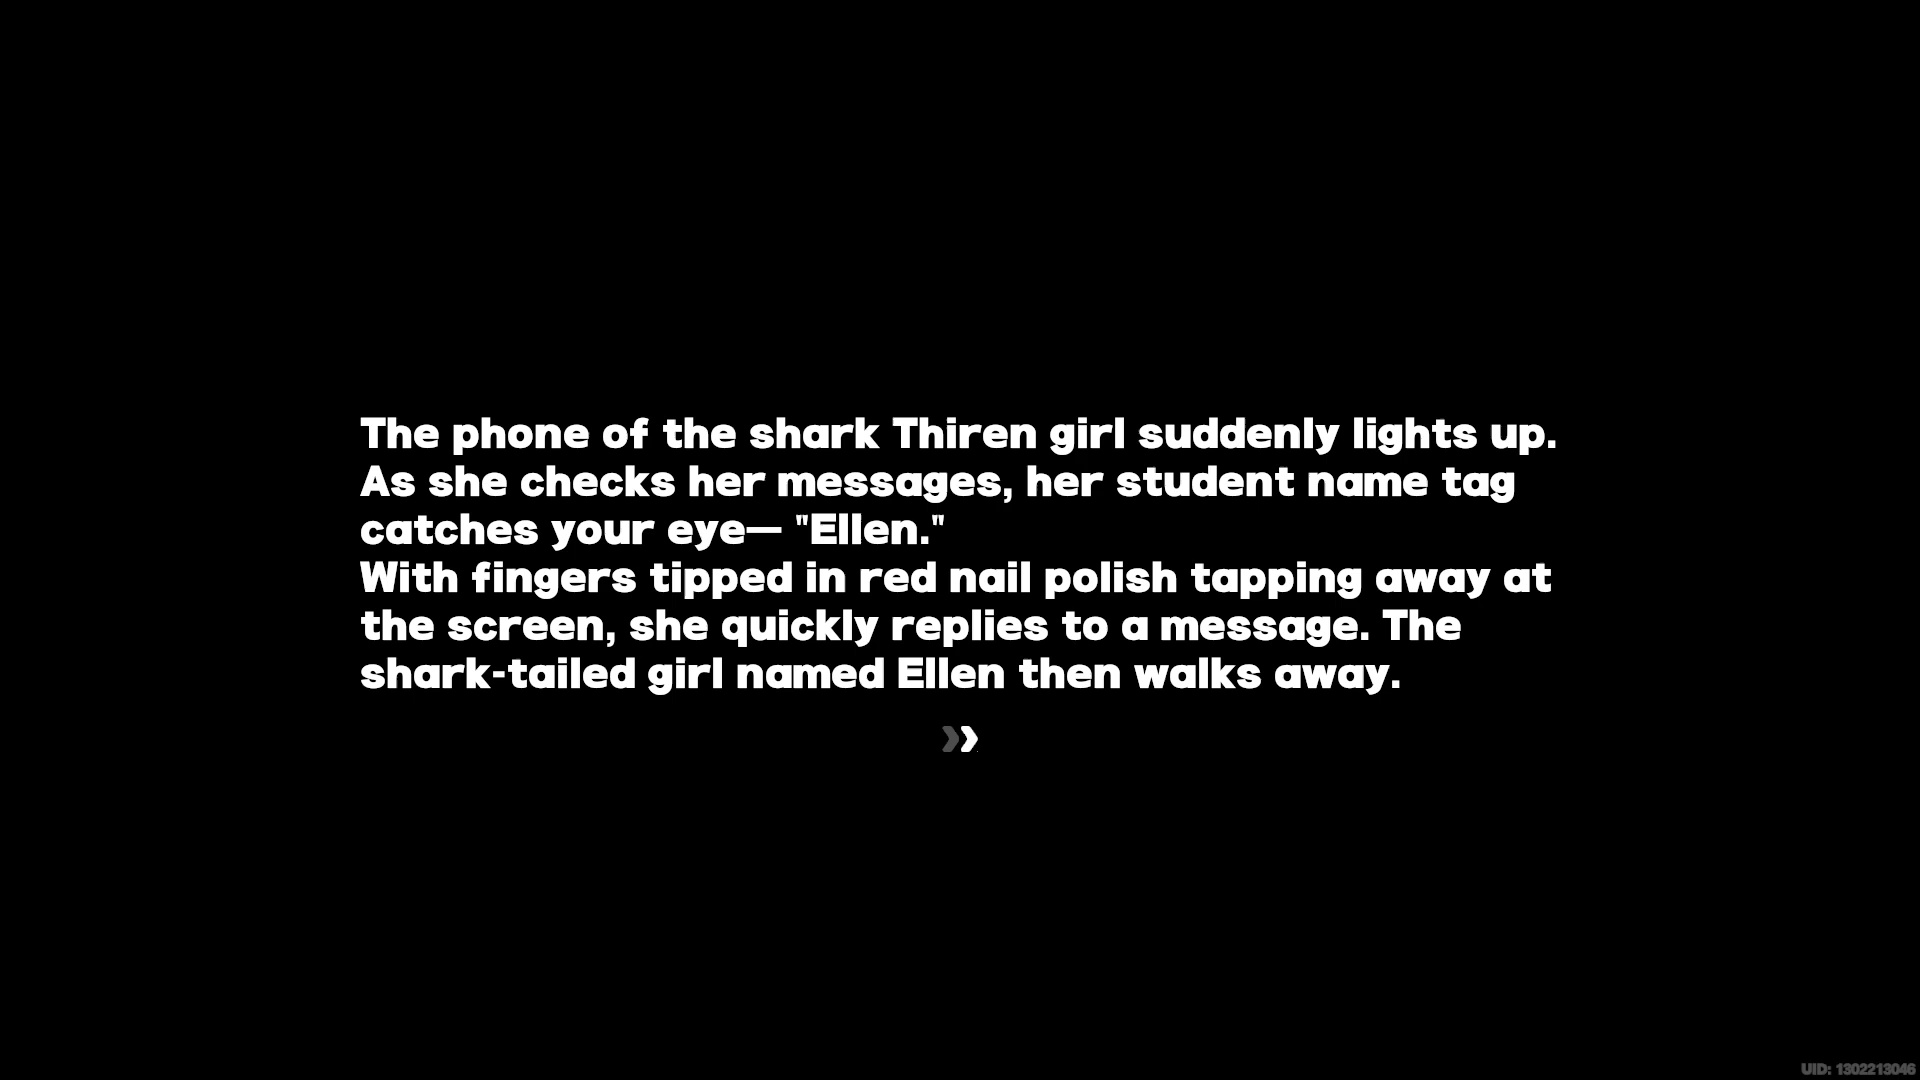 The phone of the shark Thiren girl suddenly lights up.
As she checks her messages, her student name tag
catches your eye— "Ellen."
With fingers tipped in red nail polish tapping away at
the screen, she quickly replies to a message. The
shark-tailed girl named Ellen then walks away.
UID: 1302213046